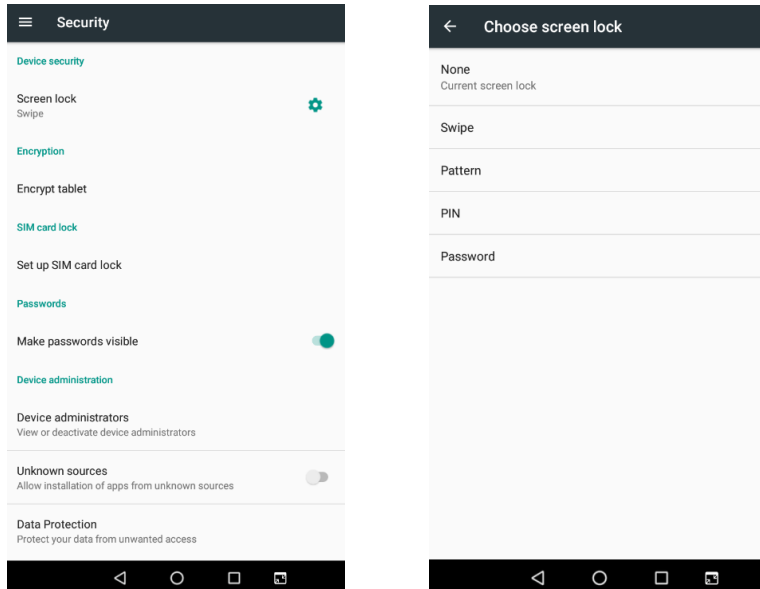 Security
Device security
Screen lock
Swipe
Encryption
Encrypt tablet
SIM card lock
Set up SIM card lock
Passwords
Make passwords visible
Device administration
Device administrators
View or deactivate device administrators
Unknown sources
Allow installation of apps from unknown sources
Data Protection
Protect your data from unwanted access
Choose screen lock
None
Current screen lock
Swipe
Pattern
PIN
Password